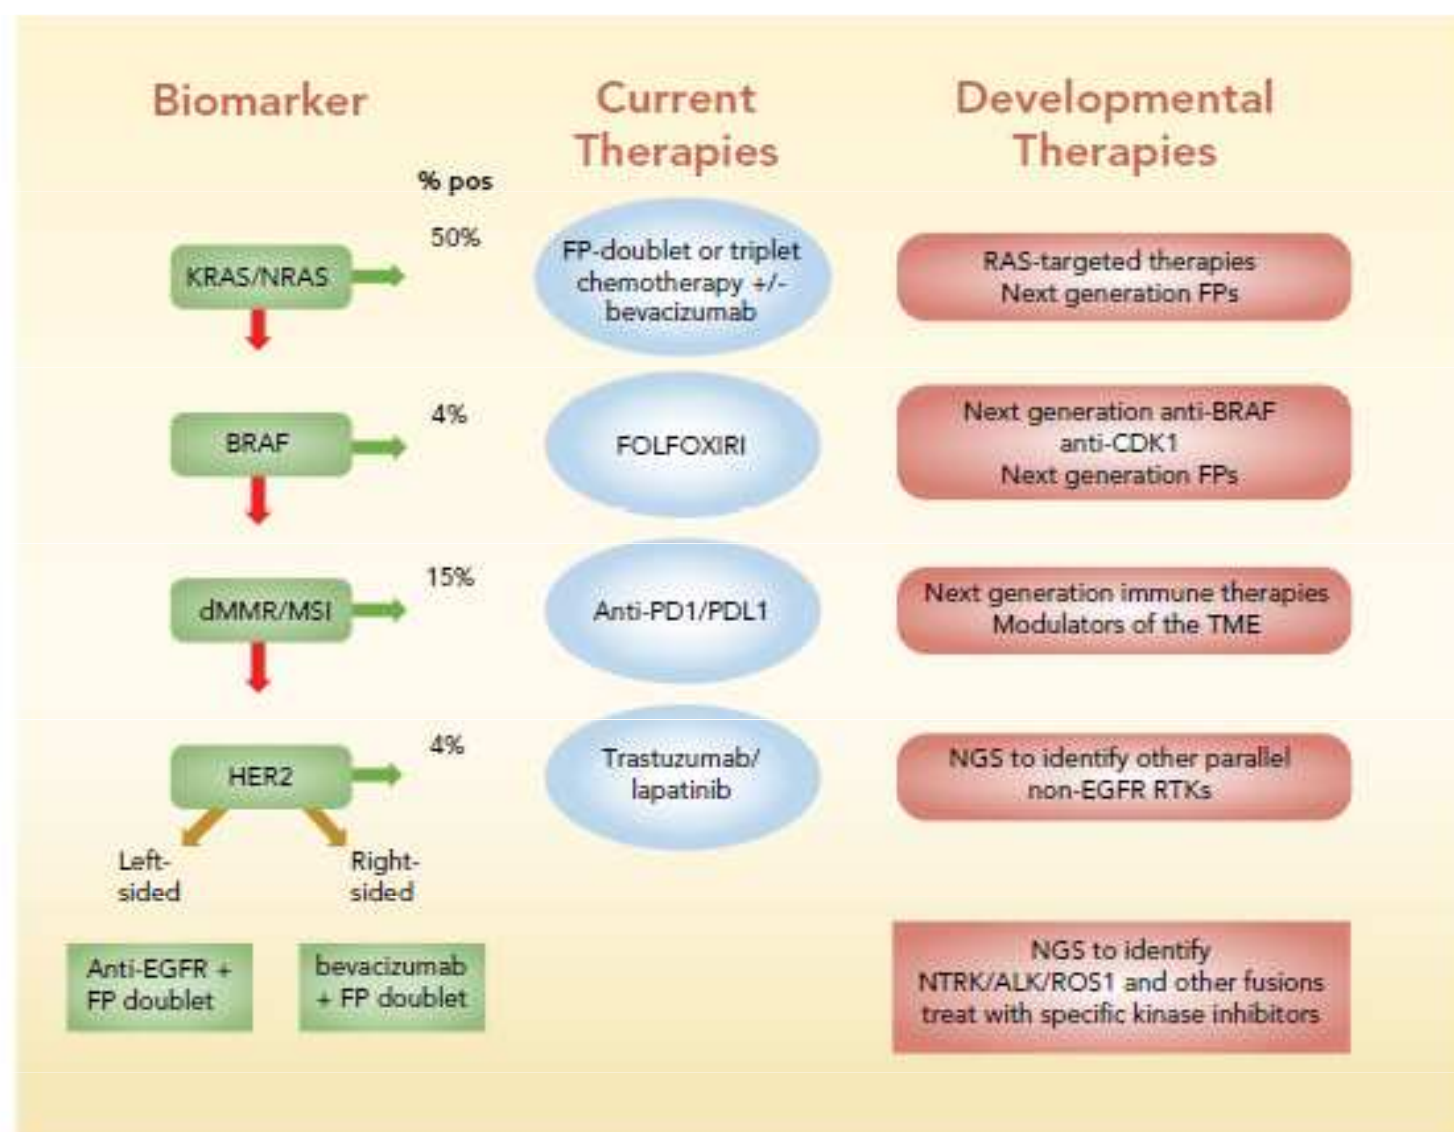 Biomarker
Current
Therapies
Developmental
Therapies
% pos
KRAS/NRAS
50%
FP-doublet or triplet
chemotherapy +/-
bevacizumab
RAS-targeted therapies
Next generation FPs
BRAF
4%
FOLFOXIRI
Next generation anti-BRAF
anti-CDK1
Next generation FPs
dMMR/MSI
15%
Anti-PD1/PDL1
Next generation immune therapies
Modulators of the TME
HER2
4%
Trastuzumab/
lapatinib
NGS to identify other parallel
non-EGFR RTKs
Left-
sided
Right-
sided
Anti-EGFR +
FP doublet
bevacizumab
+ FP doublet
NGS to identify
NTRK/ALK/ROS1 and other fusions
treat with specific kinase inhibitors